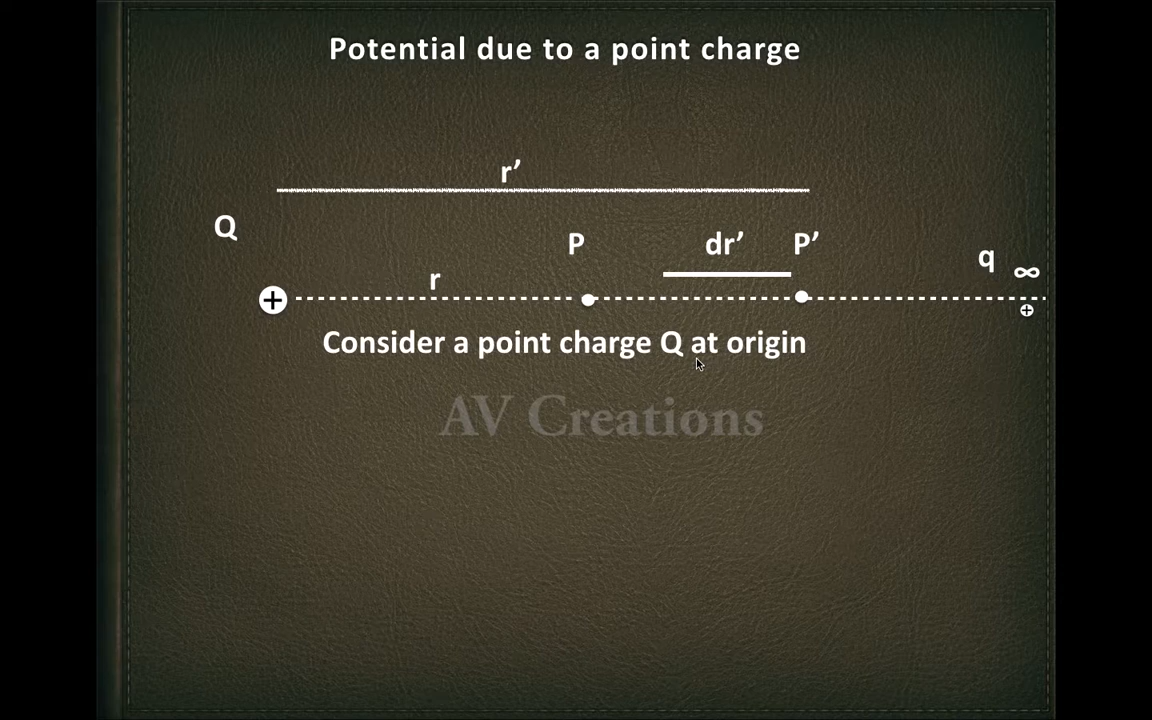 Potential due to a point charge
r’
Q
P
dr’
P’
q
∞
r
Consider a point charge Q at origin
AV Creations